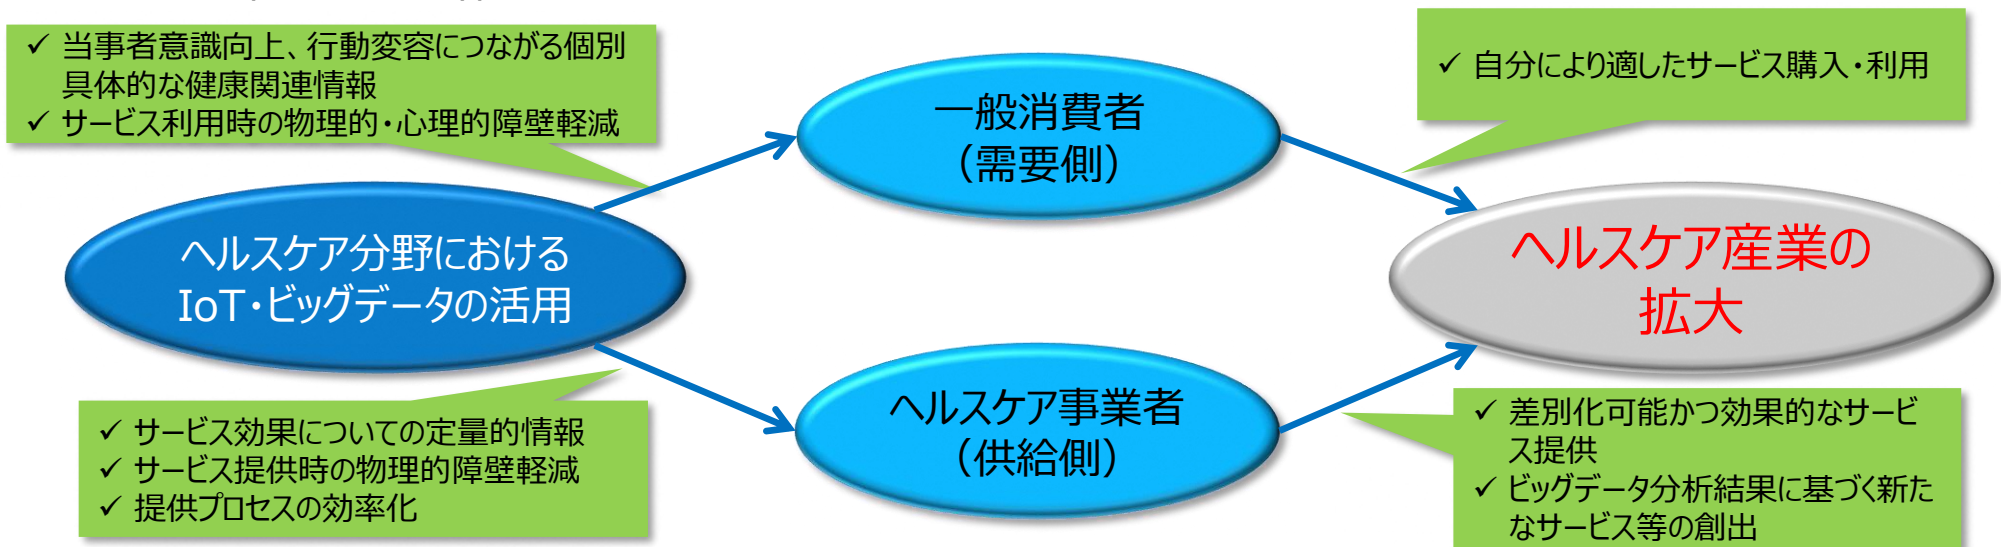 ✓ 当事者意識向上、行動変容につながる個別
具体的な健康関連情報
✓ サービス利用時の物理的・心理的障壁軽減
一般消費者
（需要側）
✓ 自分により適したサービス購入・利用
ヘルスケア分野における
IoT・ビッグデータの活用
ヘルスケア産業の
拡大
✓ サービス効果についての定量的情報
✓ サービス提供時の物理的障壁軽減
✓ 提供プロセスの効率化
ヘルスケア事業者
（供給側）
✓ 差別化可能かつ効果的なサービ
ス提供
✓ ビッグデータ分析結果に基づく新た
なサービス等の創出